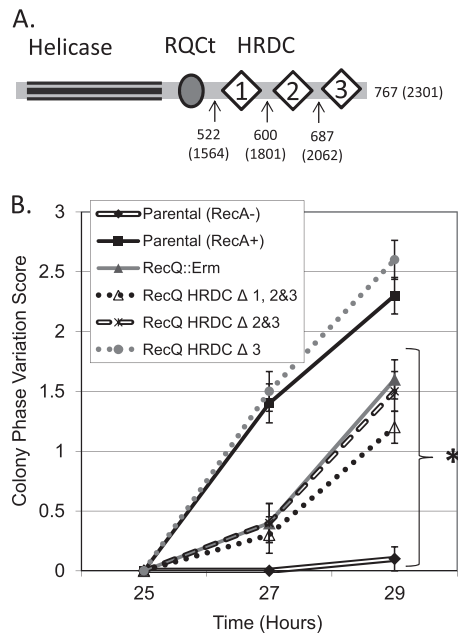 A.
Helicase RQCt HRDC
1 2 3 767 (2301)
522 600 687
(1564) (1801) (2062)
B.
Parental (RecA-)
Parental (RecA+)
RecQ::Erm
RecQ HRDC Δ 1, 2&3
RecQ HRDC Δ 2&3
RecQ HRDC Δ 3
Colony Phase Variation Score
3
2.5
2
1.5
1
0.5
0
*
25 27 29
Time (Hours)